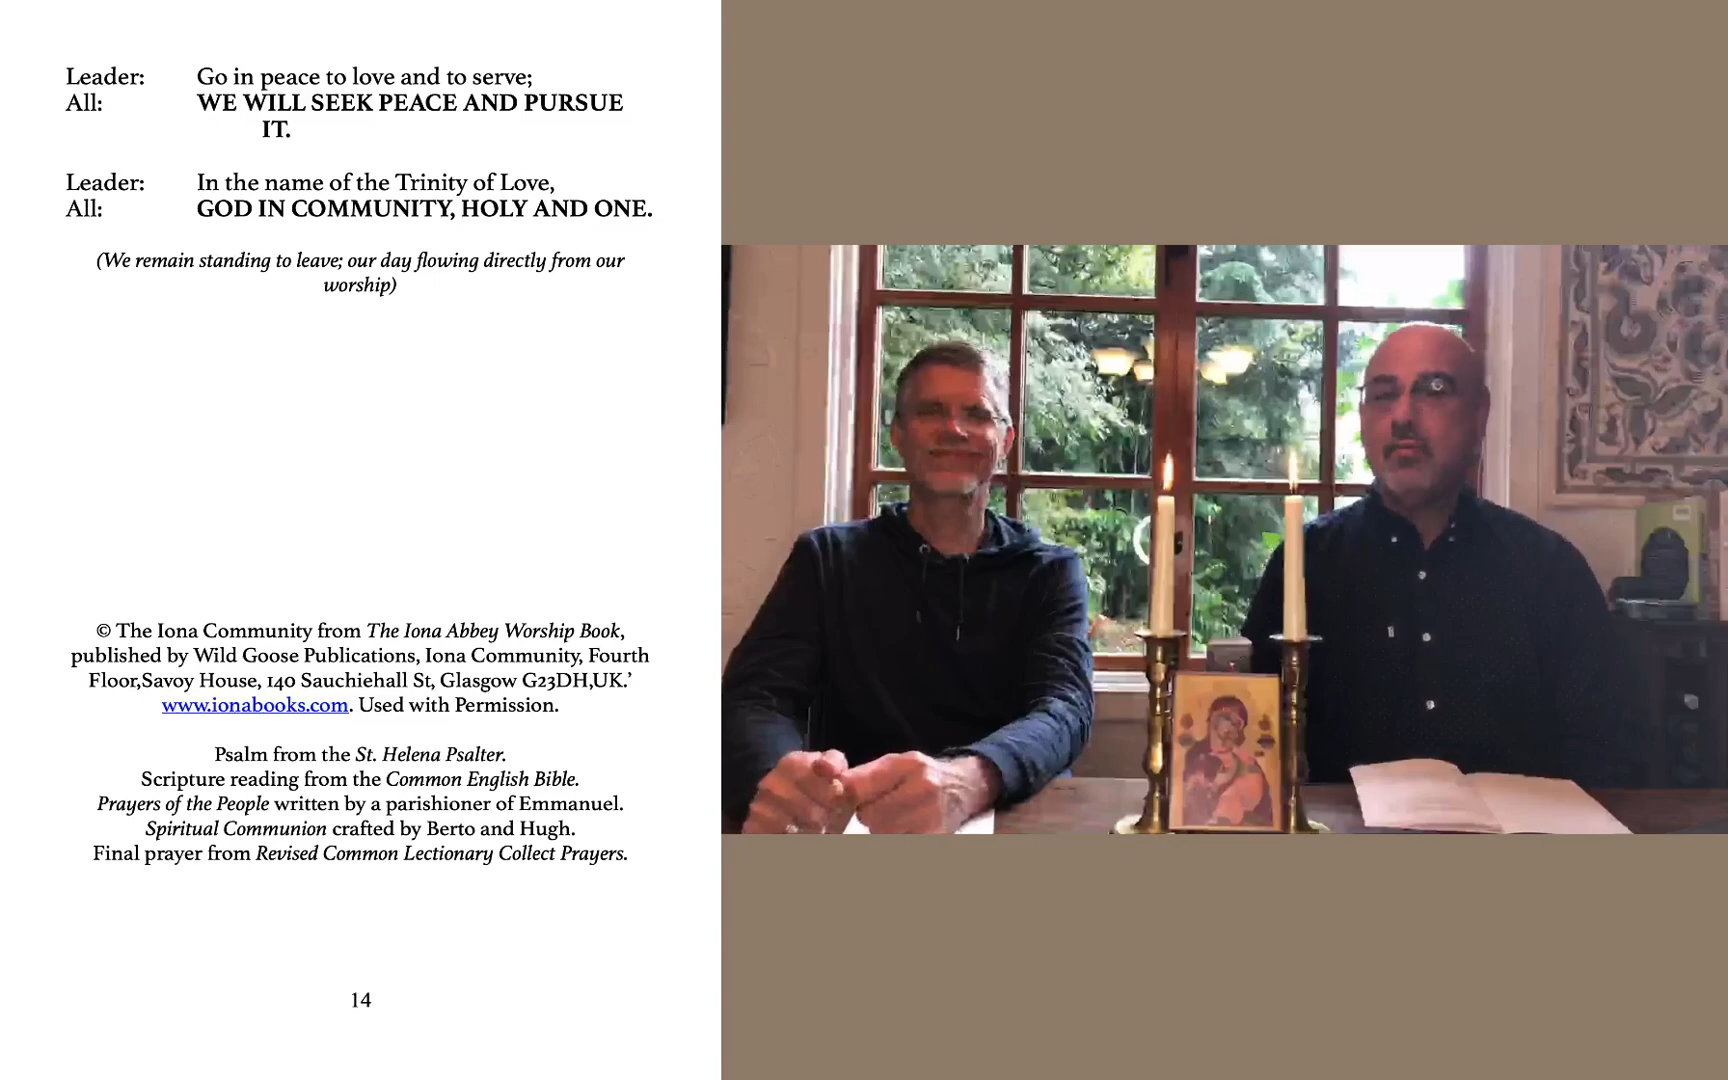 Leader: Go in peace to love and to serve;
All: WE WILL SEEK PEACE AND PURSUE
IT.
Leader: In the name of the Trinity of Love,
All: GOD IN COMMUNITY, HOLY AND ONE.
(We remain standing to leave; our day flowing directly from our
worship)
© The Iona Community from The Iona Abbey Worship Book,
published by Wild Goose Publications, Iona Community, Fourth
Floor,Savoy House, 140 Sauchiehall St, Glasgow G23DH,UK.’
www.ionabooks.com. Used with Permission.
Psalm from the St. Helena Psalter.
Scripture reading from the Common English Bible.
Prayers of the People written by a parishioner of Emmanuel.
Spiritual Communion crafted by Berto and Hugh.
Final prayer from Revised Common Lectionary Collect Prayers.
14